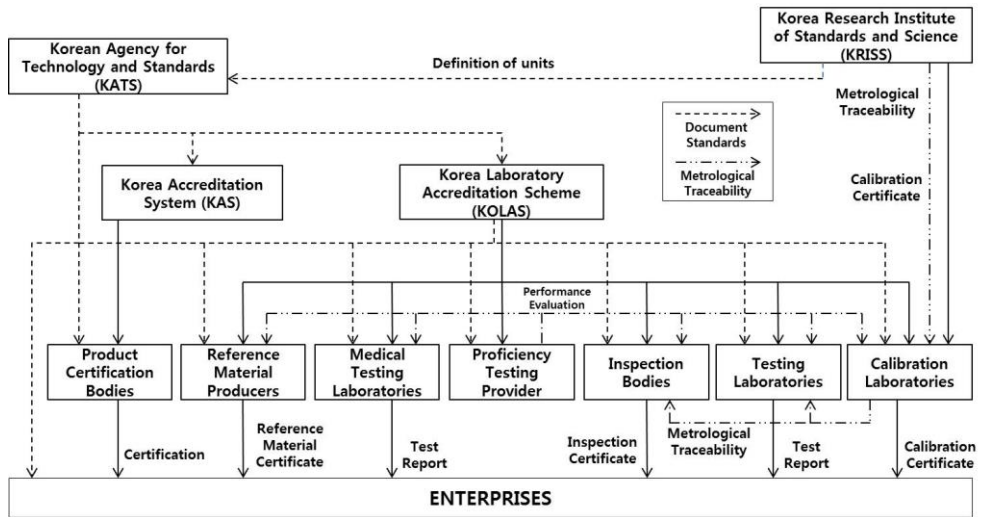 Korean Agency for
Technology and Standards
(KATS)
Korea Research Institute
of Standards and Science
(KRISS)
Definition of units
Metrological
Traceability
Document
Standards
Metrological
Traceability
Korea Accreditation
System (KAS)
Korea Laboratory
Accreditation Scheme
(KOLAS)
Calibration
Certificate
Performance
Evaluation
Product
Certification
Bodies
Reference
Material
Producers
Medical
Testing
Laboratories
Proficiency
Testing
Provider
Inspection
Bodies
Testing
Laboratories
Calibration
Laboratories
Certification
Reference
Material
Certificate
Test
Report
Inspection
Certificate
Metrological
Traceability
Test
Report
Calibration
Certificate
ENTERPRISES